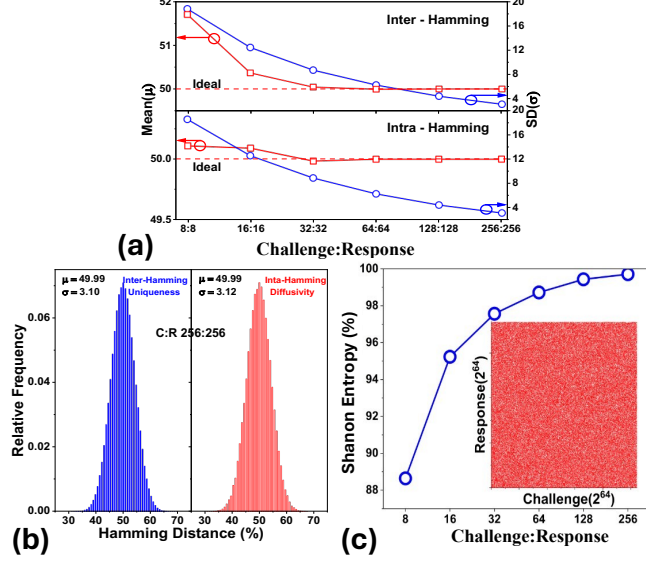 52
51
50
Inter - Hamming
Ideal
20
16
12
8
4
0
Mean(μ)
SD(σ)
50.0
49.5
Intra - Hamming
Ideal
20
16
12
8
4
8:8 16:16 32:32 64:64 128:128 256:256
(a) Challenge:Response
μ = 49.99 Inter-Hamming
σ = 3.10 Uniqueness
μ = 49.99 Inta-Hamming
σ = 3.12 Diffusivity
C:R 256:256
Relative Frequency
0.06
0.04
0.02
0.00
30 40 50 60 70 30 40 50 60 70
(b) Hamming Distance (%)
Shanon Entropy (%)
100
98
96
94
92
90
88
Response(2^64)
Challenge(2^64)
8 16 32 64 128 256
(c) Challenge:Response